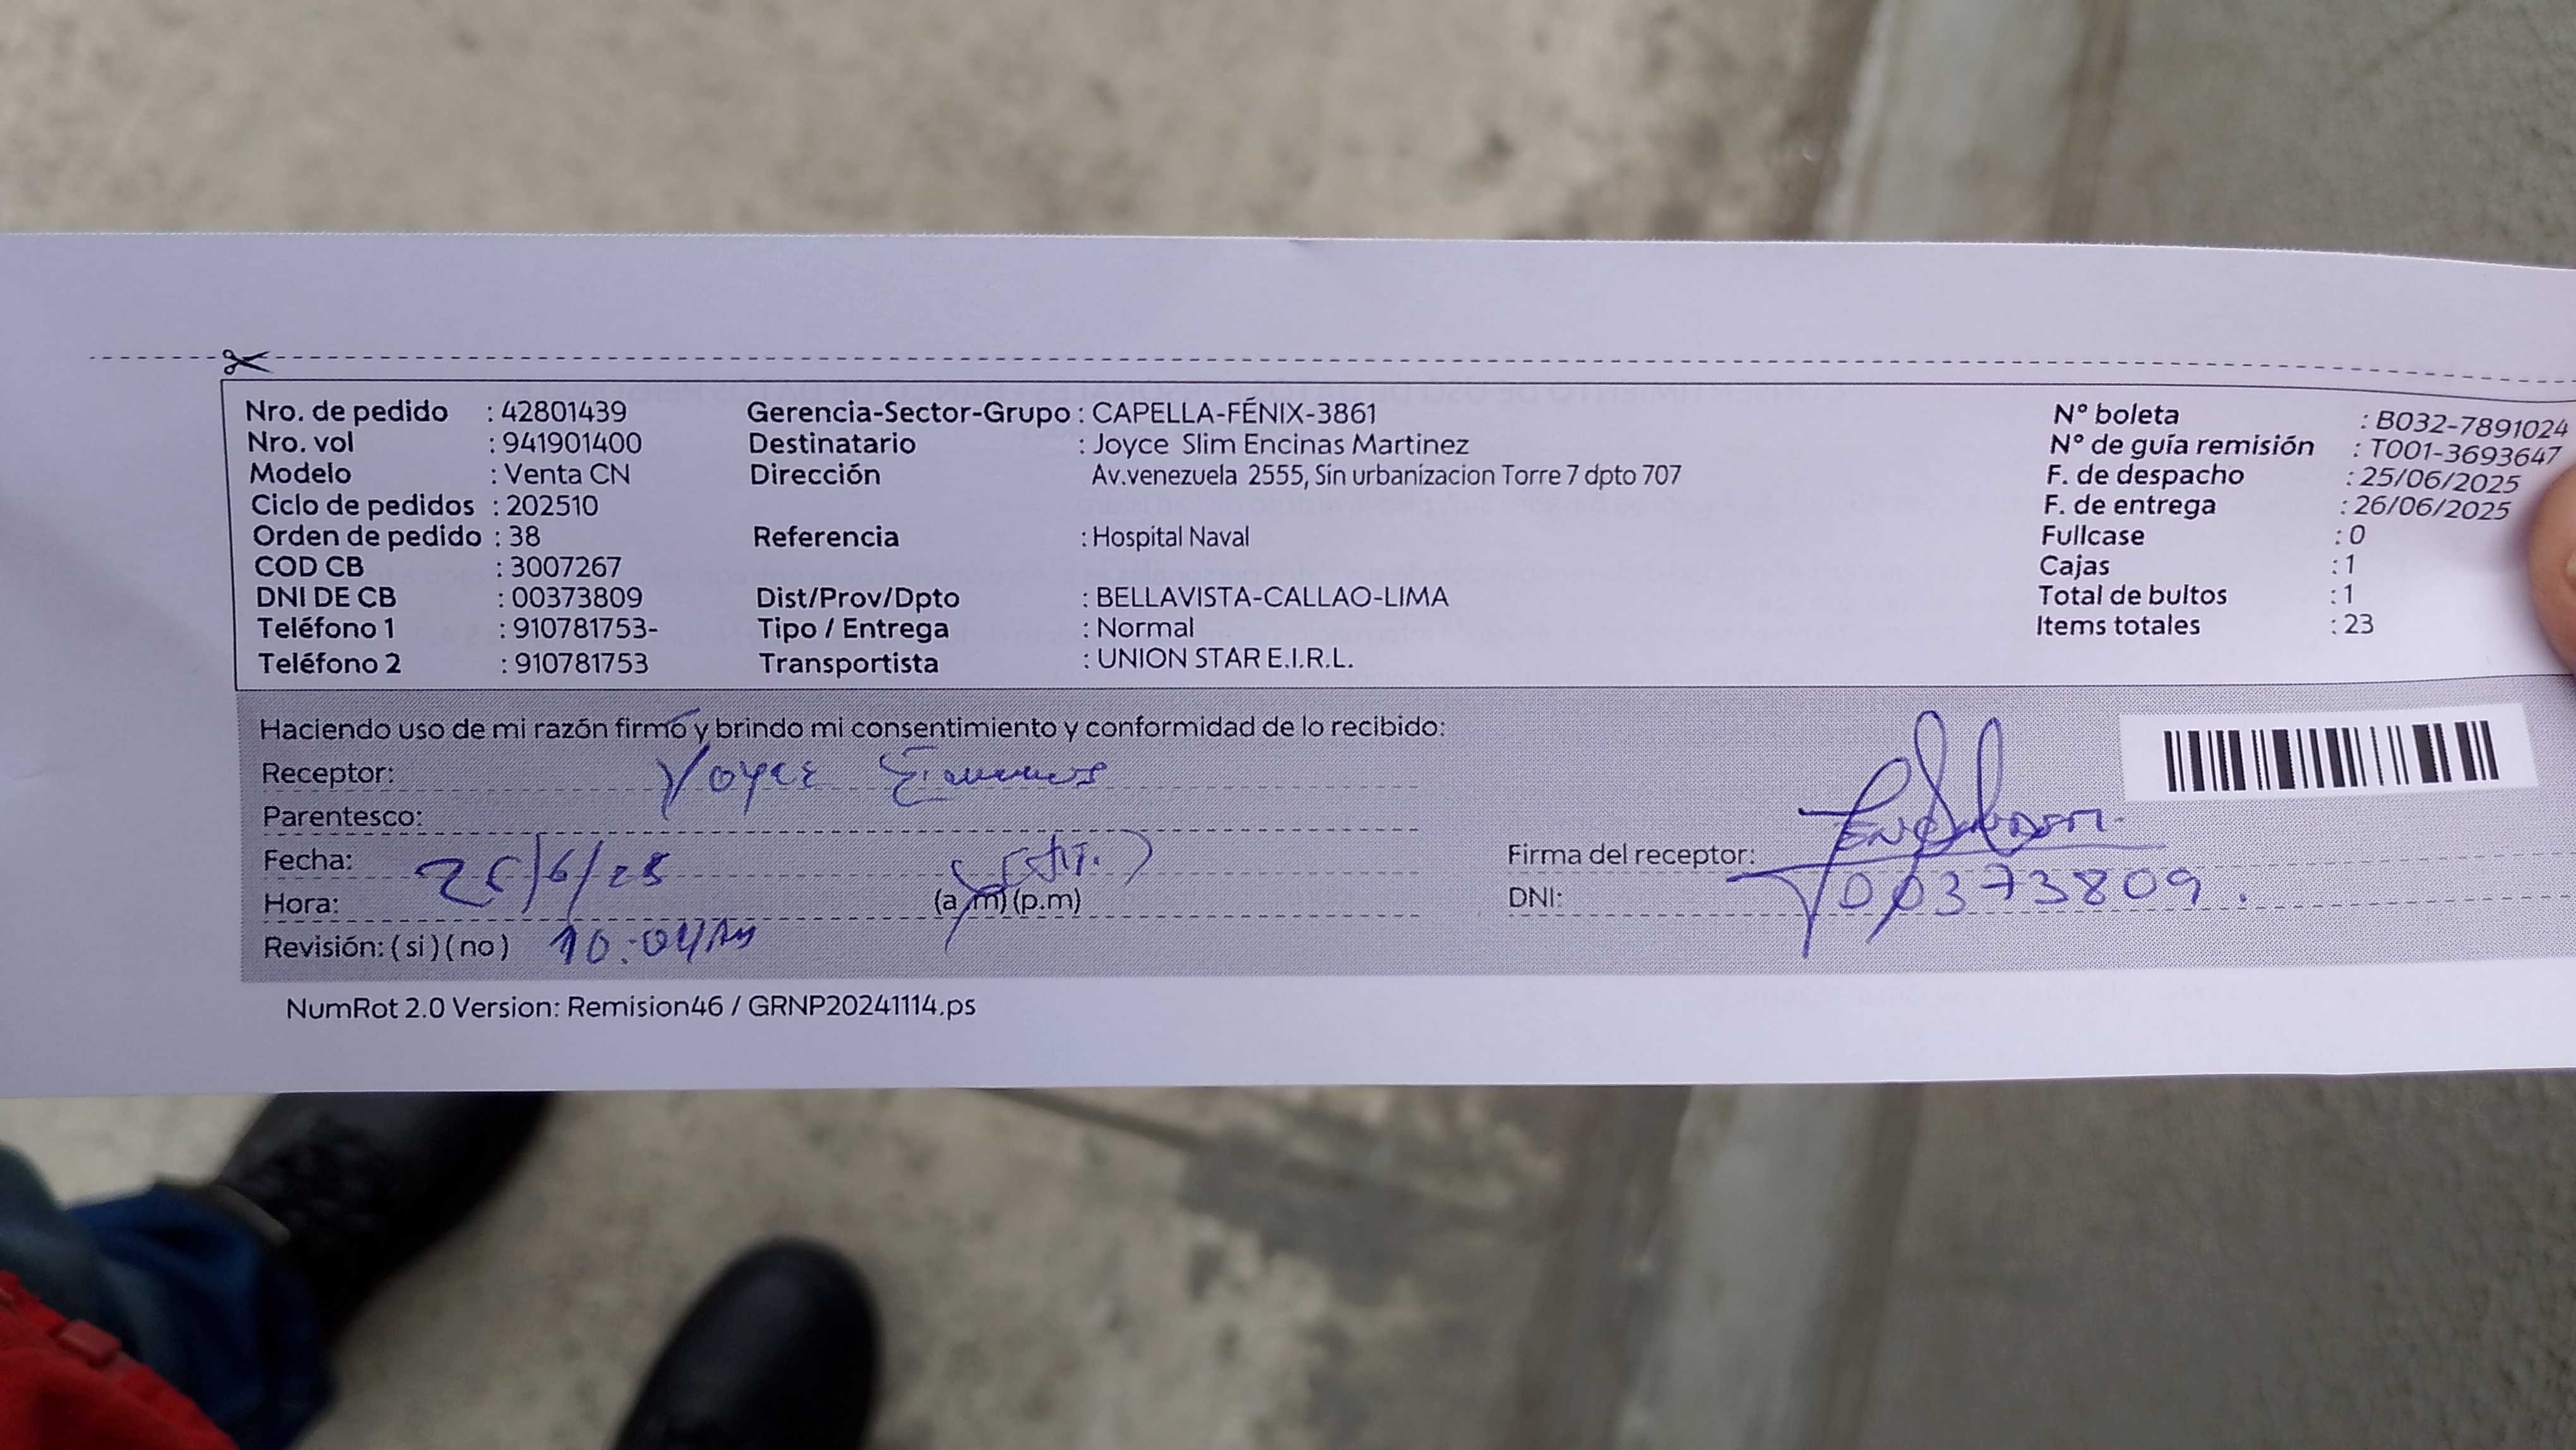 Nro. de pedido : 42801439 Gerencia-Sector-Grupo : CAPELLA-FÉNIX-3861 N° boleta : B032-7891024
Nro. vol : 941901400 Destinatario : Joyce Slim Encinas Martinez N° de guía remisión : T001-3693647
Modelo : Venta CN Dirección Av.venezuela 2555, Sin urbanizacion Torre 7 dpto 707 F. de despacho : 25/06/2025
Ciclo de pedidos : 202510 F. de entrega : 26/06/2025
Orden de pedido : 38 Referencia : Hospital Naval Fullcase : 0
COD CB : 3007267 Cajas : 1
DNI DE CB : 00373809 Dist/Prov/Dpto : BELLAVISTA-CALLAO-LIMA Total de bultos : 1
Teléfono 1 : 910781753- Tipo / Entrega : Normal Items totales : 23
Teléfono 2 : 910781753 Transportista : UNION STAR E.I.R.L.
Haciendo uso de mi razón firmo y brindo mi consentimiento y conformidad de lo recibido:
Receptor: Yoyce
Parentesco:
Fecha: /6/25 (TIT.) Firma del receptor:
Hora: (a.m) (p.m) DNI: 00373809.
Revisión: (si) (no) 10:04 AM
NumRot 2.0 Version: Remision46 / GRNP20241114.ps